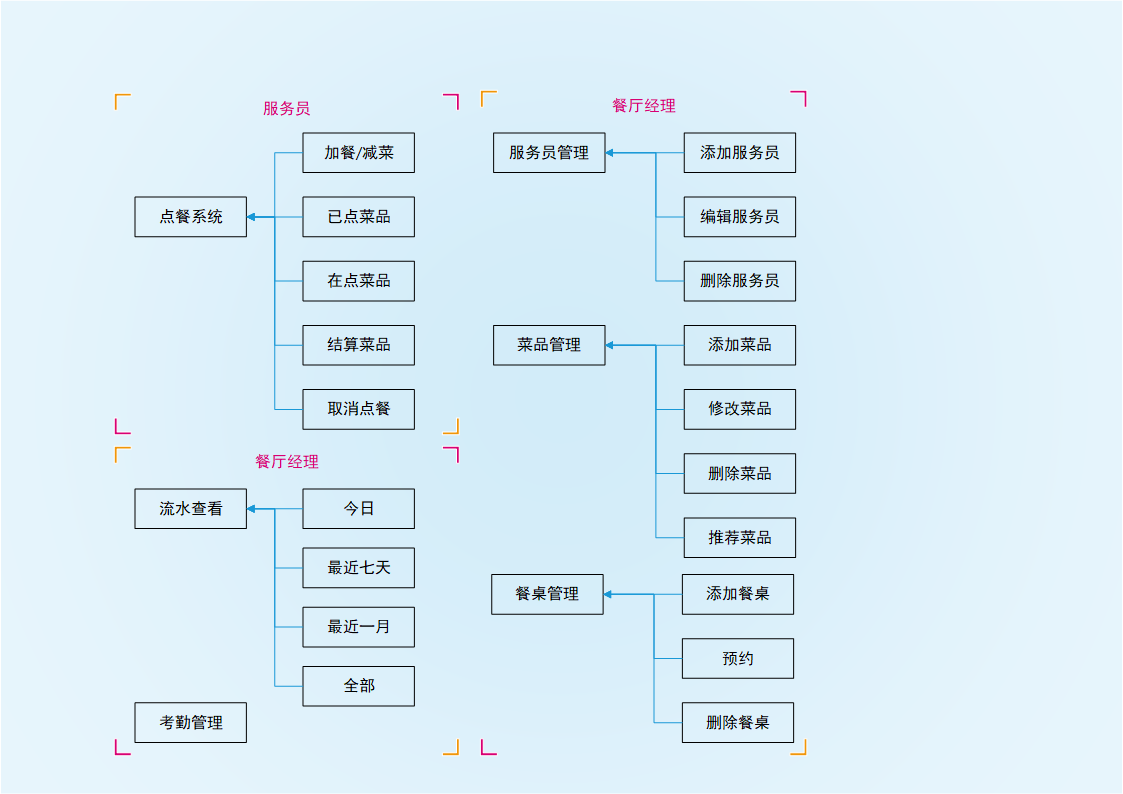 服务员
加餐/减菜
点餐系统
已点菜品
在点菜品
结算菜品
取消点餐
餐厅经理
流水查看
今日
最近七天
最近一月
全部
考勤管理
餐厅经理
服务员管理
添加服务员
编辑服务员
删除服务员
菜品管理
添加菜品
修改菜品
删除菜品
推荐菜品
餐桌管理
添加餐桌
预约
删除餐桌